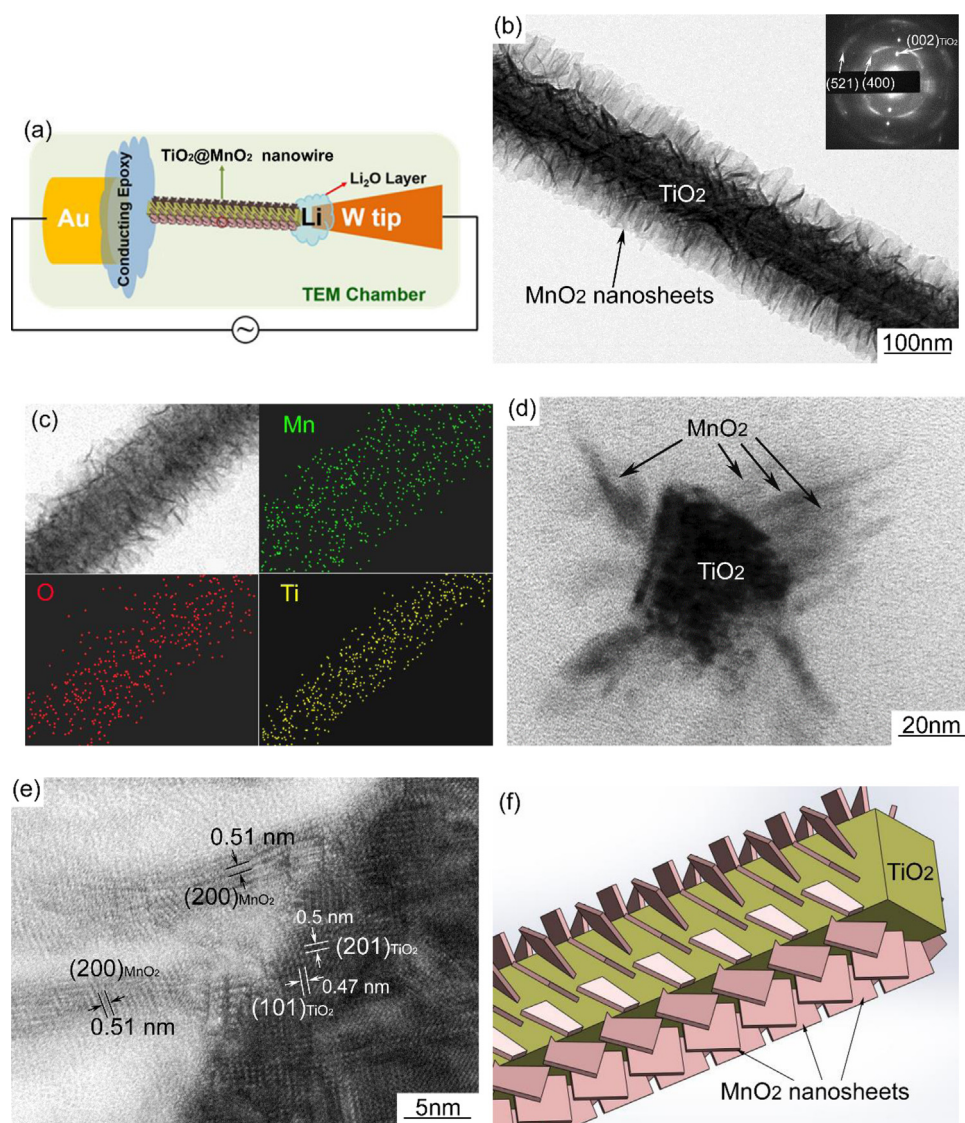 (a)
TiO2@MnO2 nanowire
Li2O Layer
Au
Conducting Epoxy
Li
W tip
TEM Chamber
~
(b)
(002)TiO2
(521) (400)
TiO2
MnO2 nanosheets
100nm
(c)
Mn
O
Ti
(d)
MnO2
TiO2
20nm
(e)
0.51 nm
(200)MnO2
0.5 nm
(201)TiO2
(200)MnO2
0.47 nm
(101)TiO2
0.51 nm
5nm
(f)
TiO2
MnO2 nanosheets